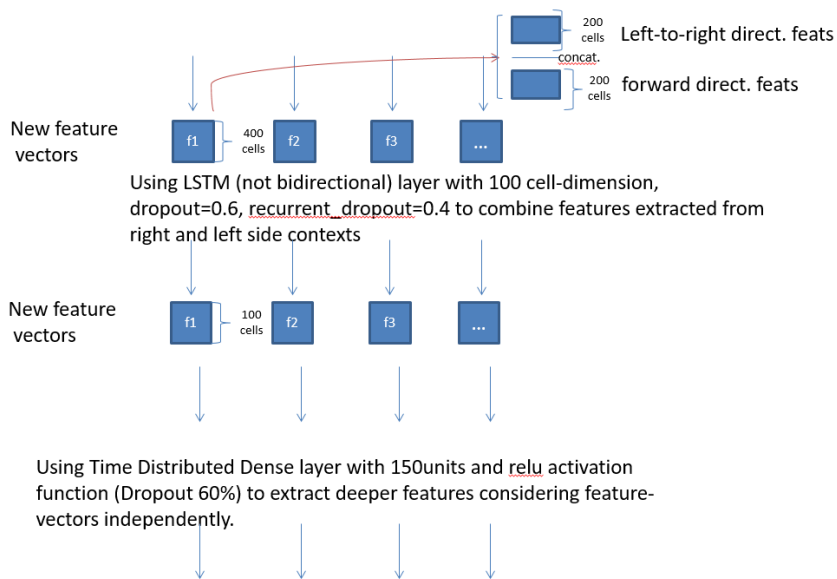 200
cells
Left-to-right direct. feats
concat.
200
cells
forward direct. feats
New feature
vectors
f1
400
cells
f2
f3
...
Using LSTM (not bidirectional) layer with 100 cell-dimension,
dropout=0.6, recurrent_dropout=0.4 to combine features extracted from
right and left side contexts
New feature
vectors
f1
100
cells
f2
f3
...
Using Time Distributed Dense layer with 150units and relu activation
function (Dropout 60%) to extract deeper features considering feature-
vectors independently.